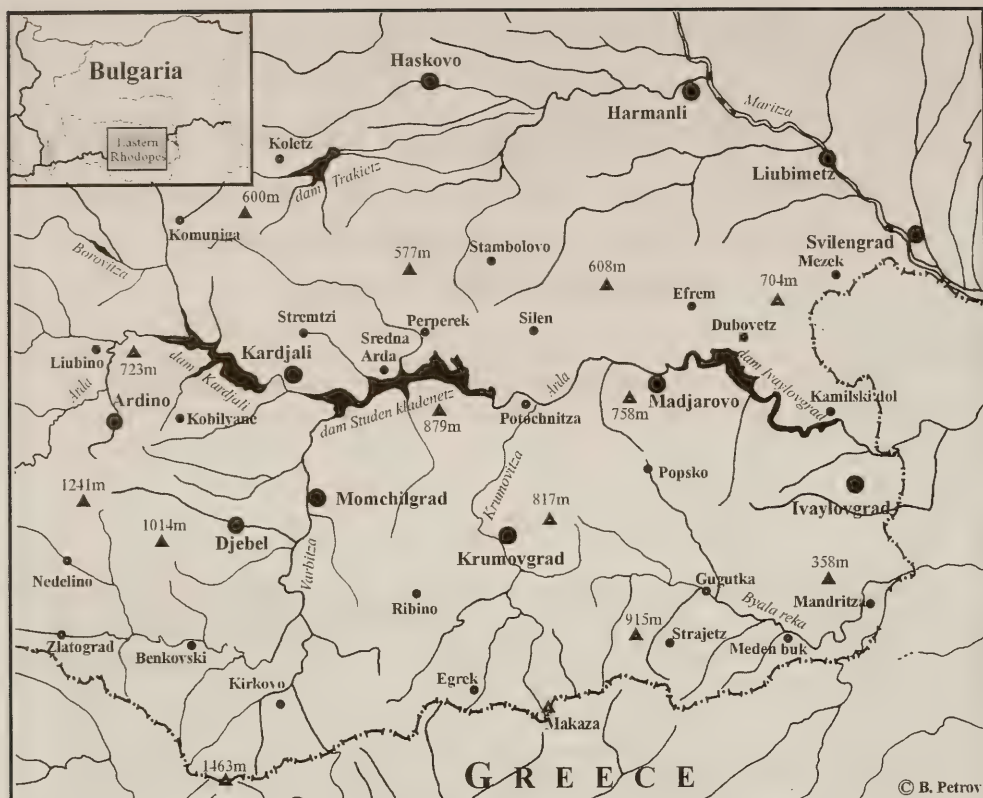 Bulgaria
Eastern
Rhodopes
Haskovo
Harmanli
Maritza
Koletz
dam Trakietz
Liubimetz
600m
Komuniga
Svilengrad
Borovitza
577m
Stambolovo
608m
Mezek
704m
Efrem
Stremtzi
Perperek
Silen
Dubovetz
Sredna
Arda
Liubino
723m
dam Kardjali
Kardjali
Arda
dam Ivaylovgrad
Ardino
Kobilyane
dam Studen kladenetz
879m
Potochnitza
Arda
758m
Madjarovo
Kamilski dol
1241m
Momchilgrad
Krumovitza
817m
Popsko
Ivaylovgrad
1014m
Djebel
Varbitza
Krumovgrad
Nedelino
Ribino
Gugutka
358m
Byala reka
Mandritza
Zlatograd
Benkovski
915m
Strajetz
Meden buk
Kirkovo
Egrek
Makaza
1463m
GREECE
© B. Petrov